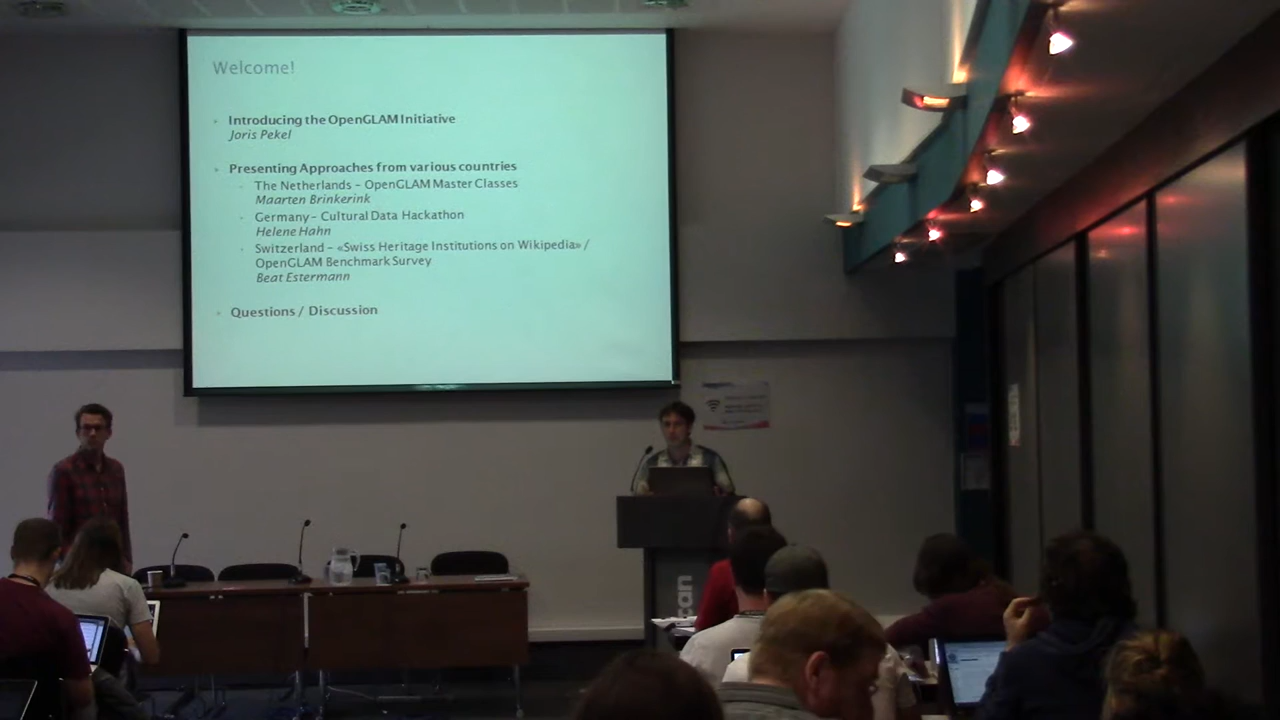 Welcome!
Introducing the OpenGLAM Initiative
Joris Pekel
Presenting Approaches from various countries
The Netherlands – OpenGLAM Master Classes
Maarten Brinkerink
Germany – Cultural Data Hackathon
Helene Hahn
Switzerland – «Swiss Heritage Institutions on Wikipedia» /
OpenGLAM Benchmark Survey
Beat Estermann
Questions / Discussion
ican